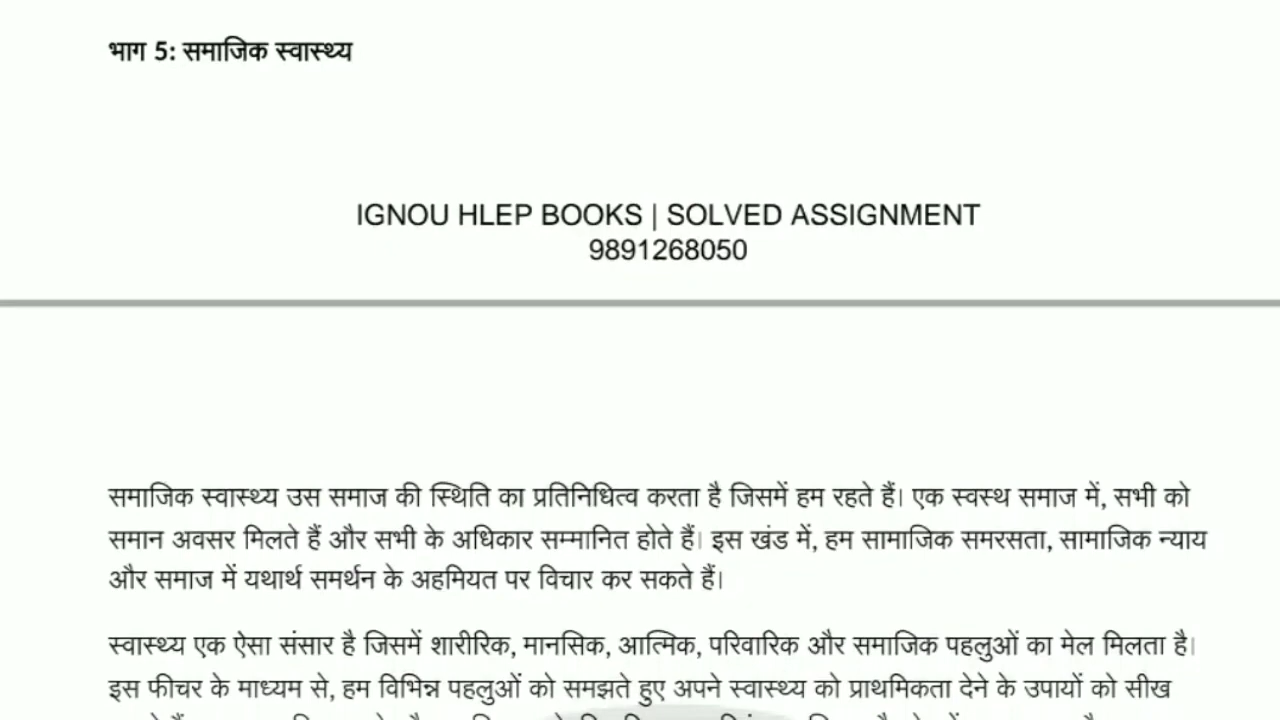 भाग 5: समाजिक स्वास्थ्य
IGNOU HLEP BOOKS | SOLVED ASSIGNMENT
9891268050
समाजिक स्वास्थ्य उस समाज की स्थिति का प्रतिनिधित्व करता है जिसमें हम रहते हैं। एक स्वस्थ समाज में, सभी को
समान अवसर मिलते हैं और सभी के अधिकार सम्मानित होते हैं। इस खंड में, हम सामाजिक समरसता, सामाजिक न्याय
और समाज में यथार्थ समर्थन के अहमियत पर विचार कर सकते हैं।
स्वास्थ्य एक ऐसा संसार है जिसमें शारीरिक, मानसिक, आत्मिक, परिवारिक और समाजिक पहलुओं का मेल मिलता है।
इस फीचर के माध्यम से, हम विभिन्न पहलुओं को समझते हुए अपने स्वास्थ्य को प्राथमिकता देने के उपायों को सीख